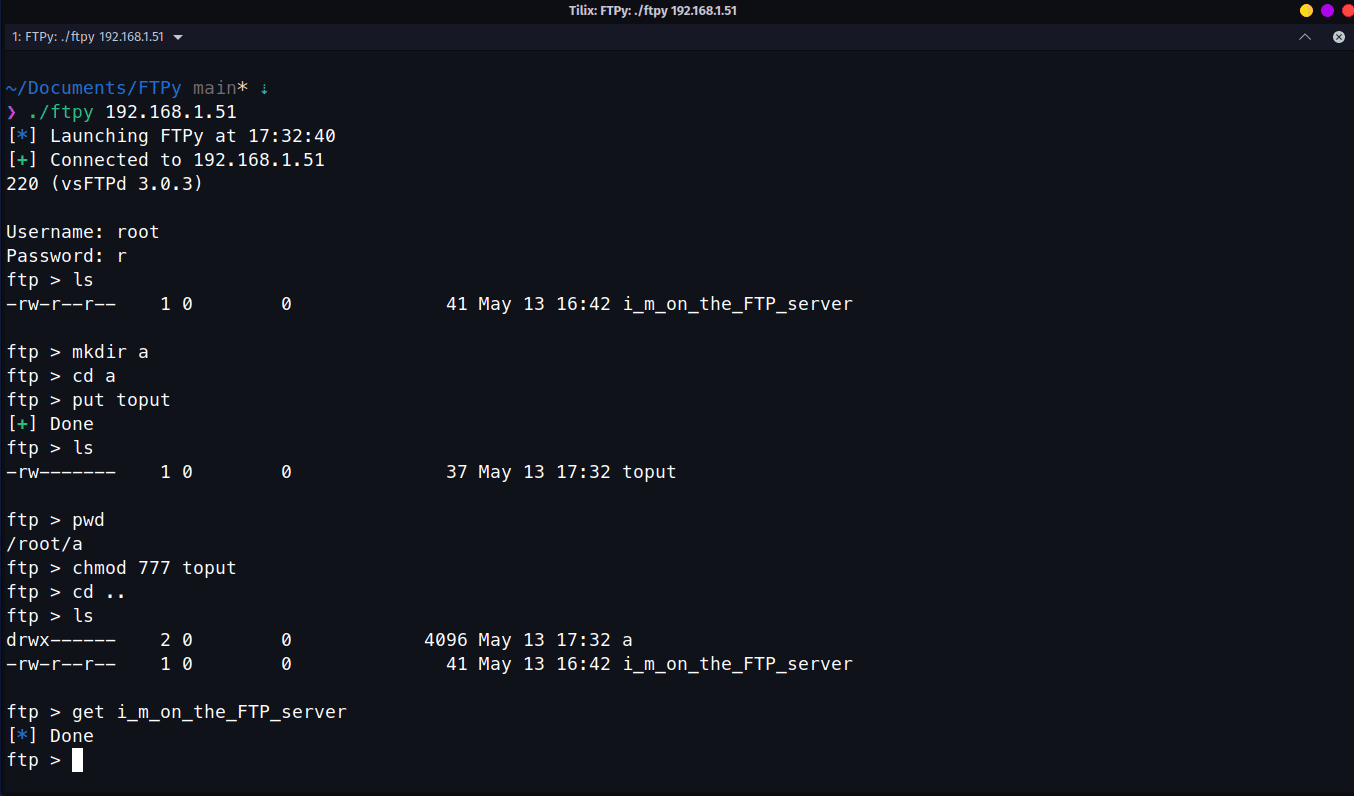 Tilix: FTPy: ./ftpy 192.168.1.51
1: FTPy: ./ftpy 192.168.1.51
~/Documents/FTPy main* ⇣
❯ ./ftpy 192.168.1.51
[*] Launching FTPy at 17:32:40
[+] Connected to 192.168.1.51
220 (vsFTPd 3.0.3)
Username: root
Password: r
ftp > ls
-rw-r--r--    1 0        0              41 May 13 16:42 i_m_on_the_FTP_server
ftp > mkdir a
ftp > cd a
ftp > put toput
[+] Done
ftp > ls
-rw-------    1 0        0              37 May 13 17:32 toput
ftp > pwd
/root/a
ftp > chmod 777 toput
ftp > cd ..
ftp > ls
drwx------    2 0        0            4096 May 13 17:32 a
-rw-r--r--    1 0        0              41 May 13 16:42 i_m_on_the_FTP_server
ftp > get i_m_on_the_FTP_server
[*] Done
ftp >